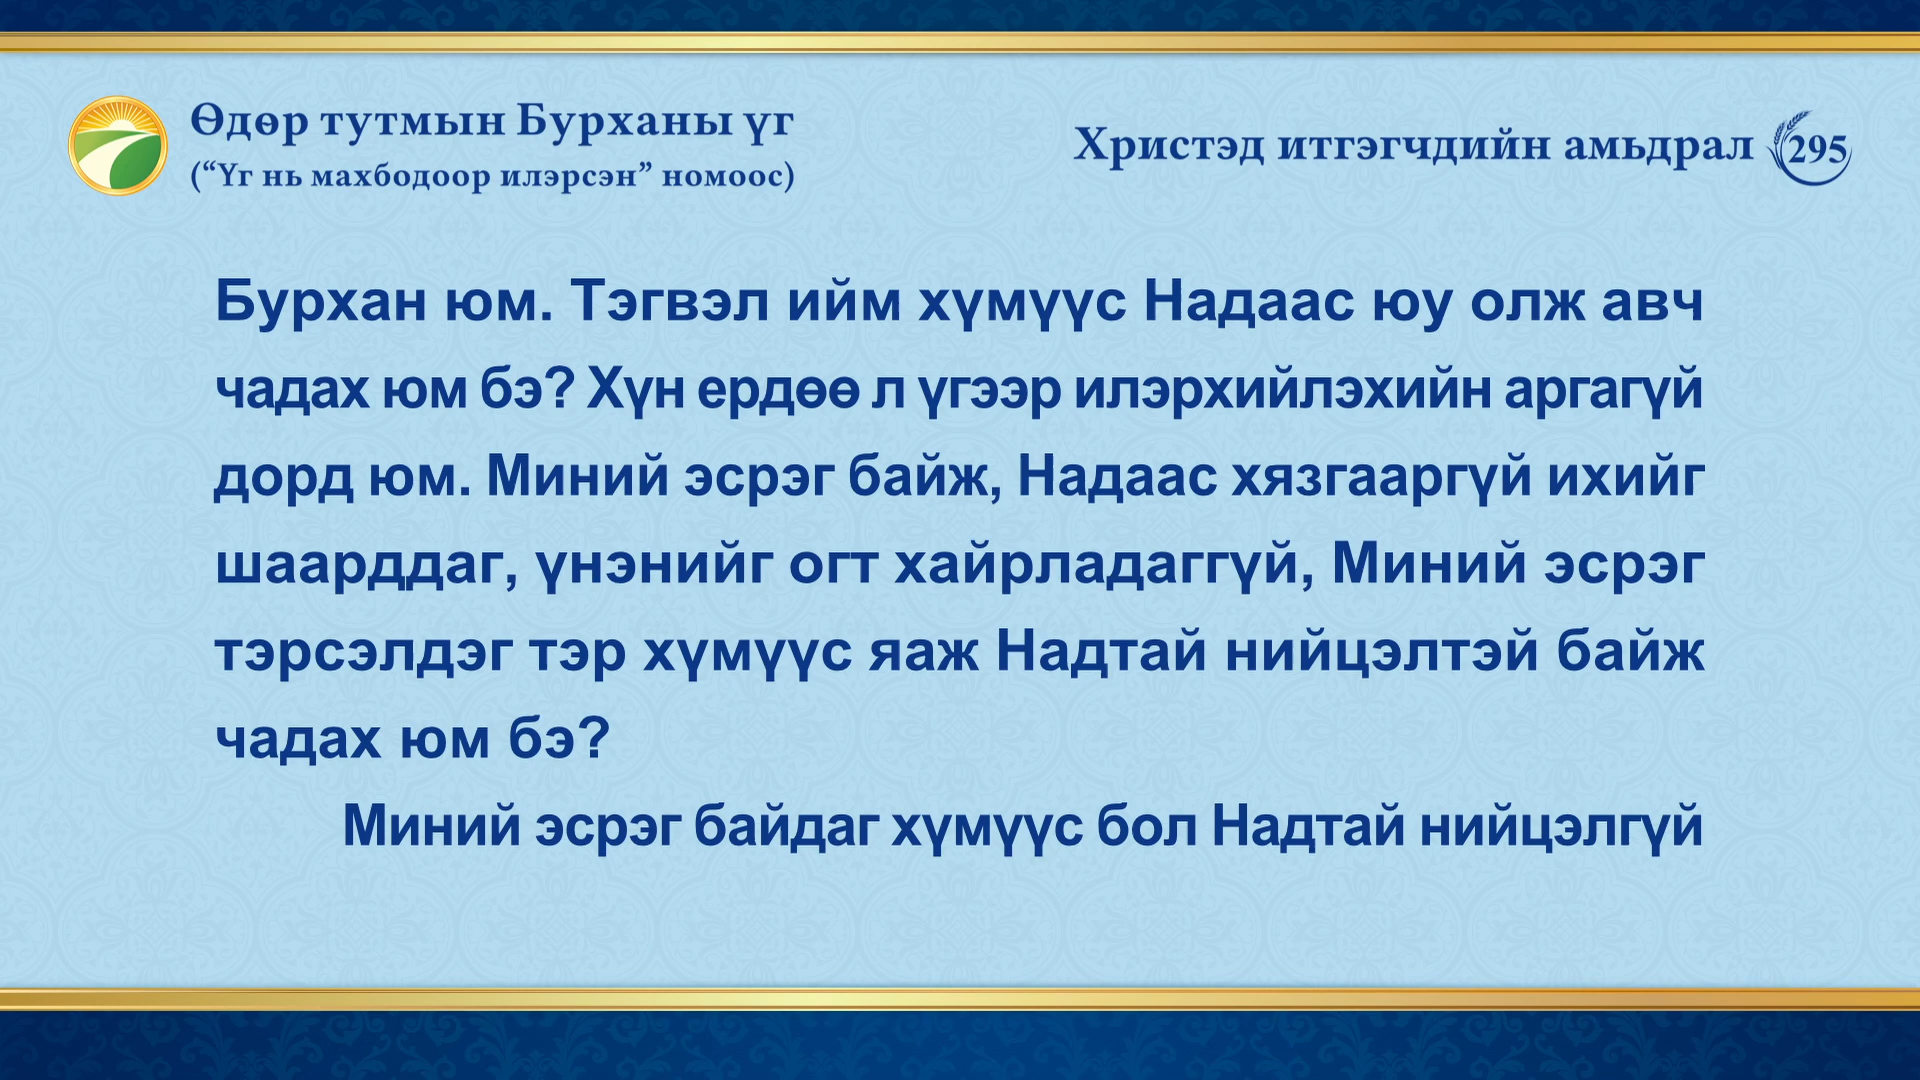 Өдөр тутмын Бурханы үг
(“Үг нь махбодоор илэрсэн” номоос)
Христэд итгэгчдийн амьдрал 295
Бурхан юм. Тэгвэл ийм хүмүүс Надаас юу олж авч
чадах юм бэ? Хүн ердөө л үгээр илэрхийлэхийн аргагүй
дорд юм. Миний эсрэг байж, Надаас хязгааргүй ихийг
шаарддаг, үнэнийг огт хайрладаггүй, Миний эсрэг
тэрсэлдэг тэр хүмүүс яаж Надтай нийцэлтэй байж
чадах юм бэ?
Миний эсрэг байдаг хүмүүс бол Надтай нийцэлгүй